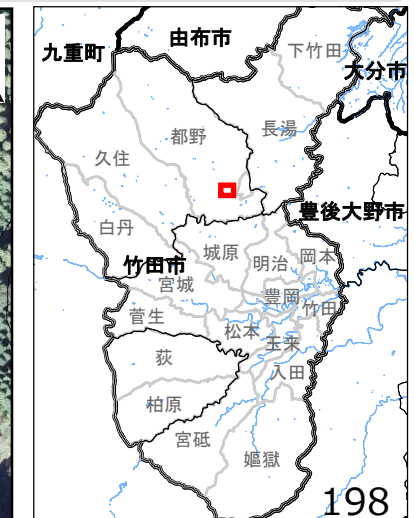 由布市
九重町
下竹田
大分市
都野
長湯
久住
豊後大野市
白丹
城原
明治
岡本
竹田市
宮城
豊岡
竹田
菅生
松本
玉来
荻
入田
柏原
宮砥
嫗獄
198